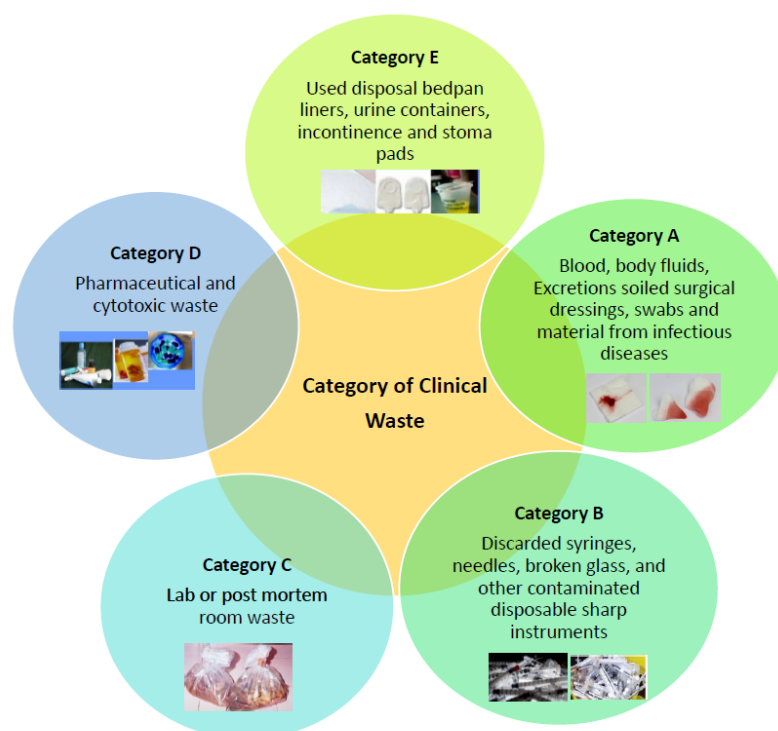 Category E
Used disposal bedpan
liners, urine containers,
incontinence and stoma
pads
Category A
Blood, body fluids,
Excretions soiled surgical
dressings, swabs and
material from infectious
diseases
Category B
Discarded syringes,
needles, broken glass, and
other contaminated
disposable sharp
instruments
Category C
Lab or post mortem
room waste
Category D
Pharmaceutical and
cytotoxic waste
Category of Clinical
Waste